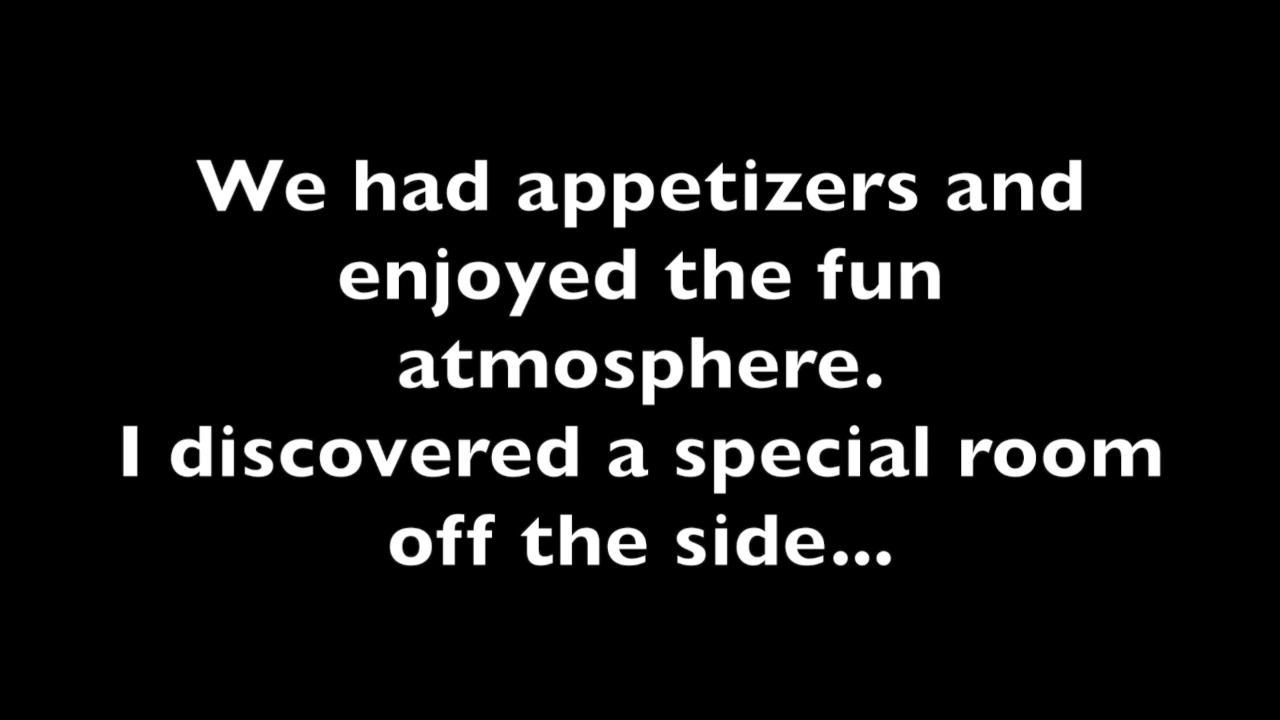 We had appetizers and
enjoyed the fun
atmosphere.
I discovered a special room
off the side...